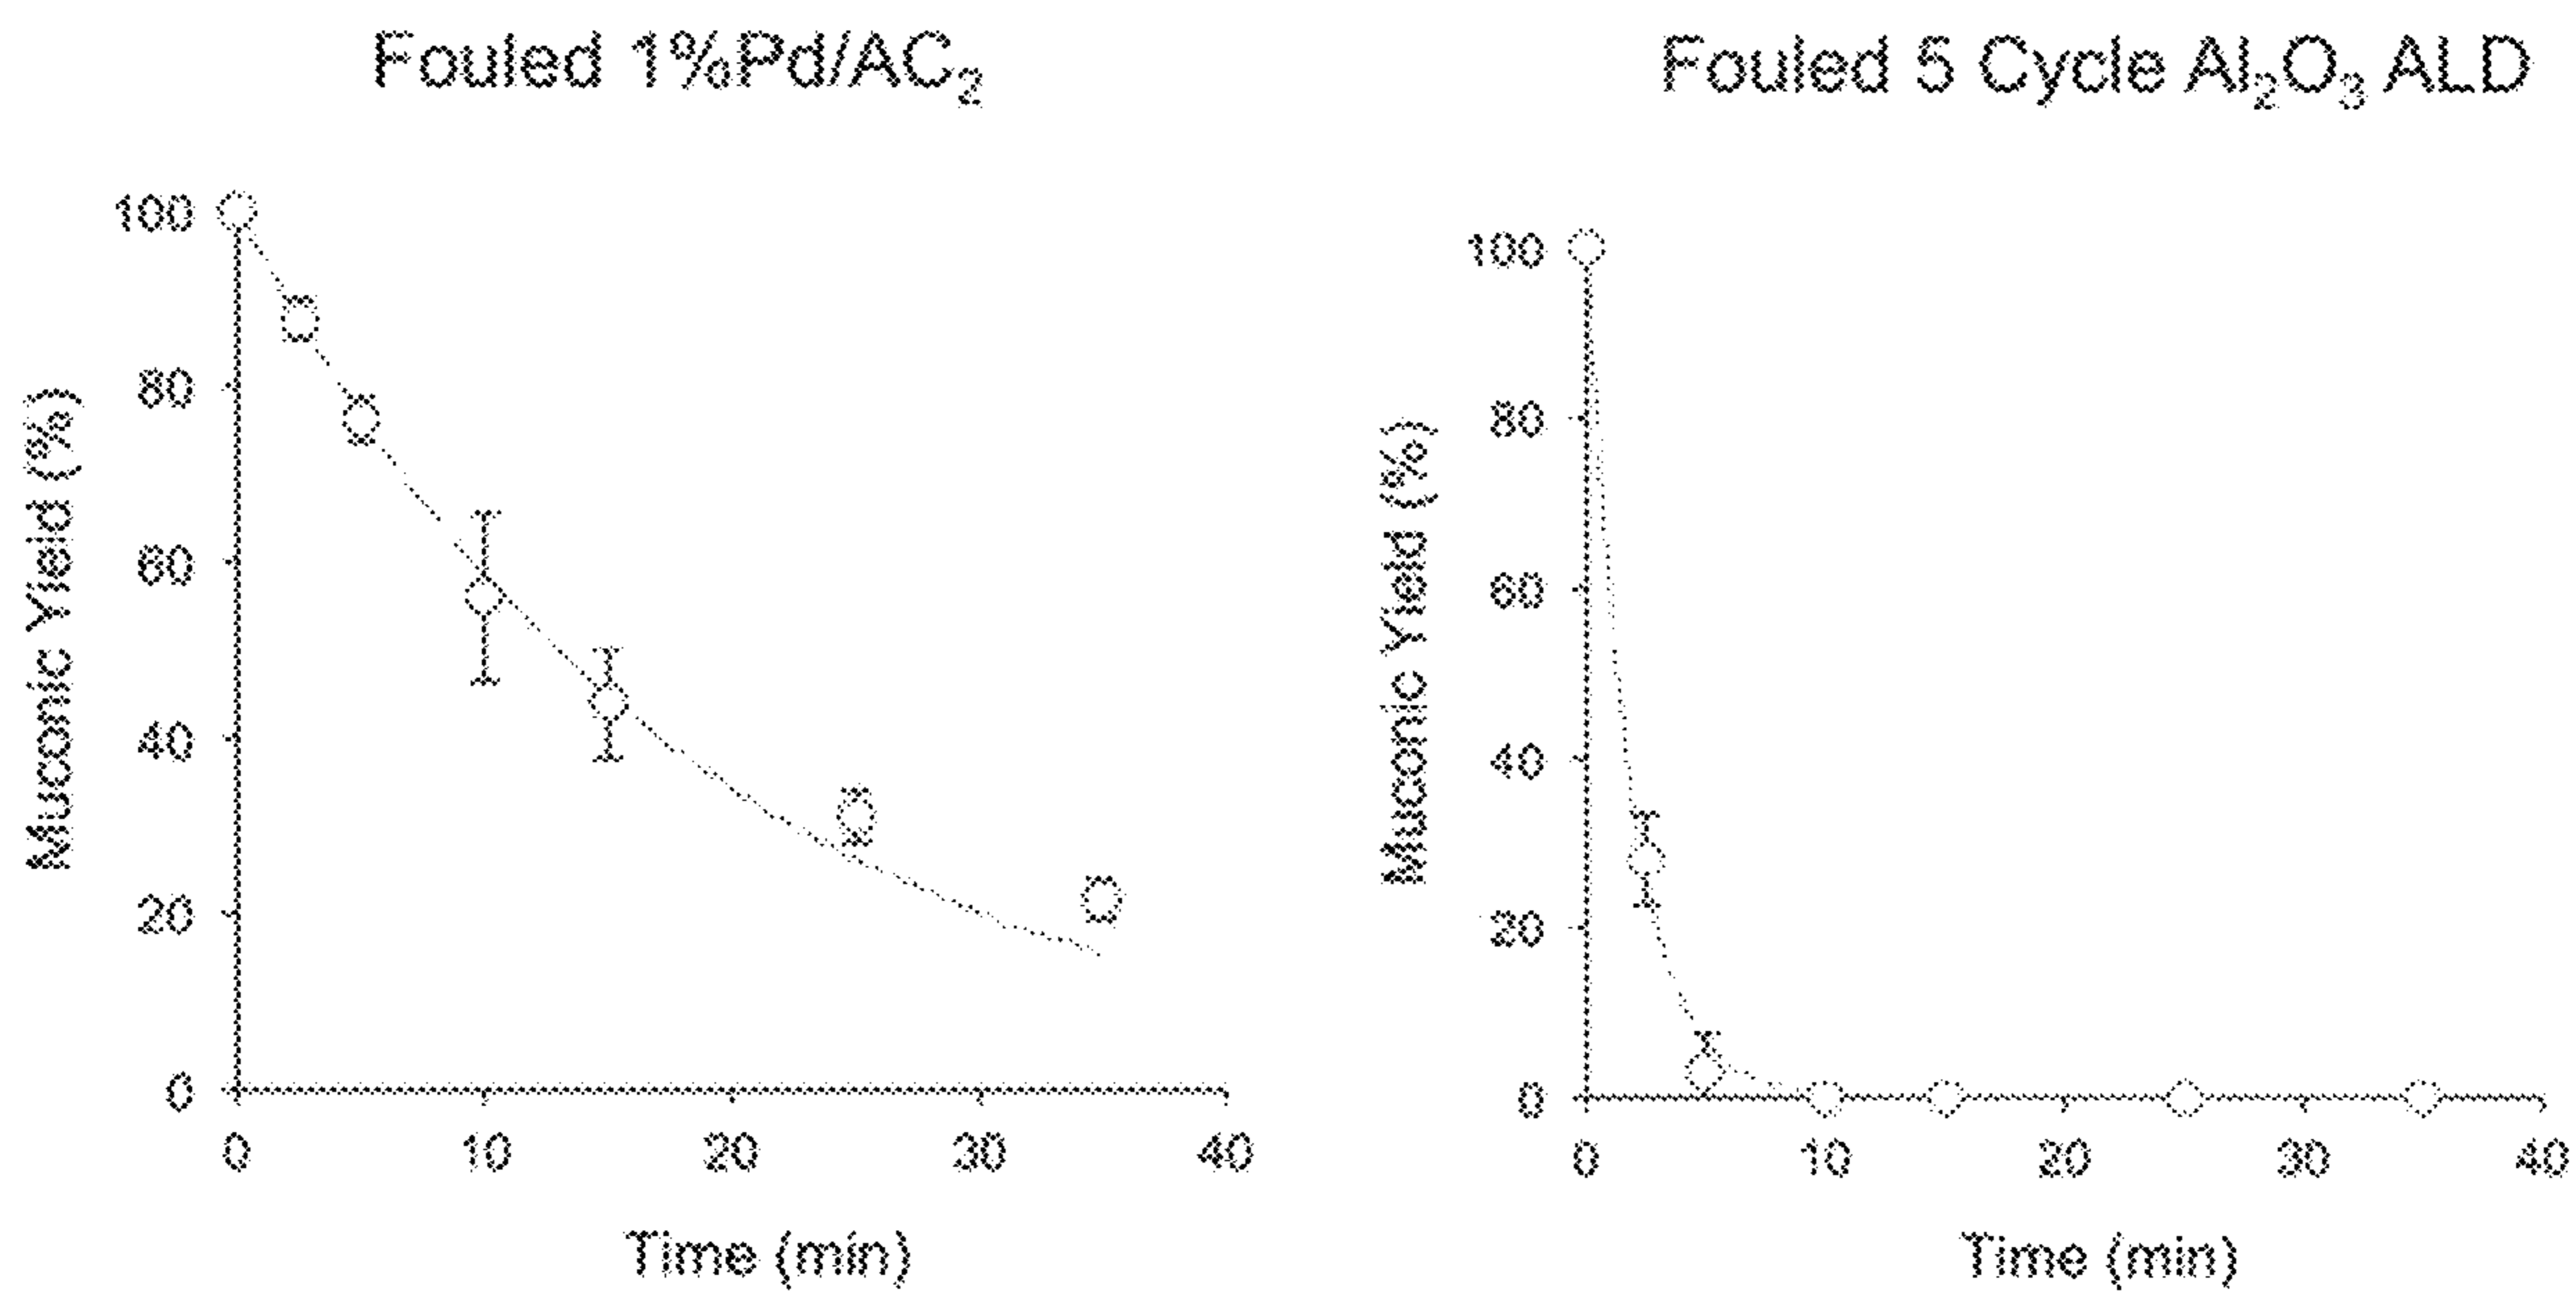 Fouled 1%Pd/AC₂
Fouled 5 Cycle Al₂O₃ ALD
Muconic Yield (%)
100
80
60
40
20
0
0 10 20 30 40
Time (min)
Muconic Yield (%)
100
80
60
40
20
0
0 10 20 30 40
Time (min)